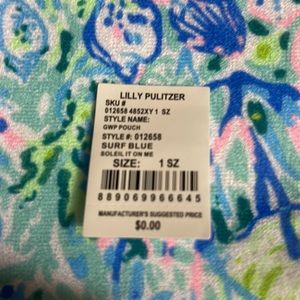 LILLY PULITZER
SKU #
012658 4852XY 1 SZ
STYLE NAME:
GWP POUCH
STYLE #: 012658
SURF BLUE
SOLEIL IT ON ME
SIZE: 1 SZ
889069966645
MANUFACTURER'S SUGGESTED PRICE
$0.00